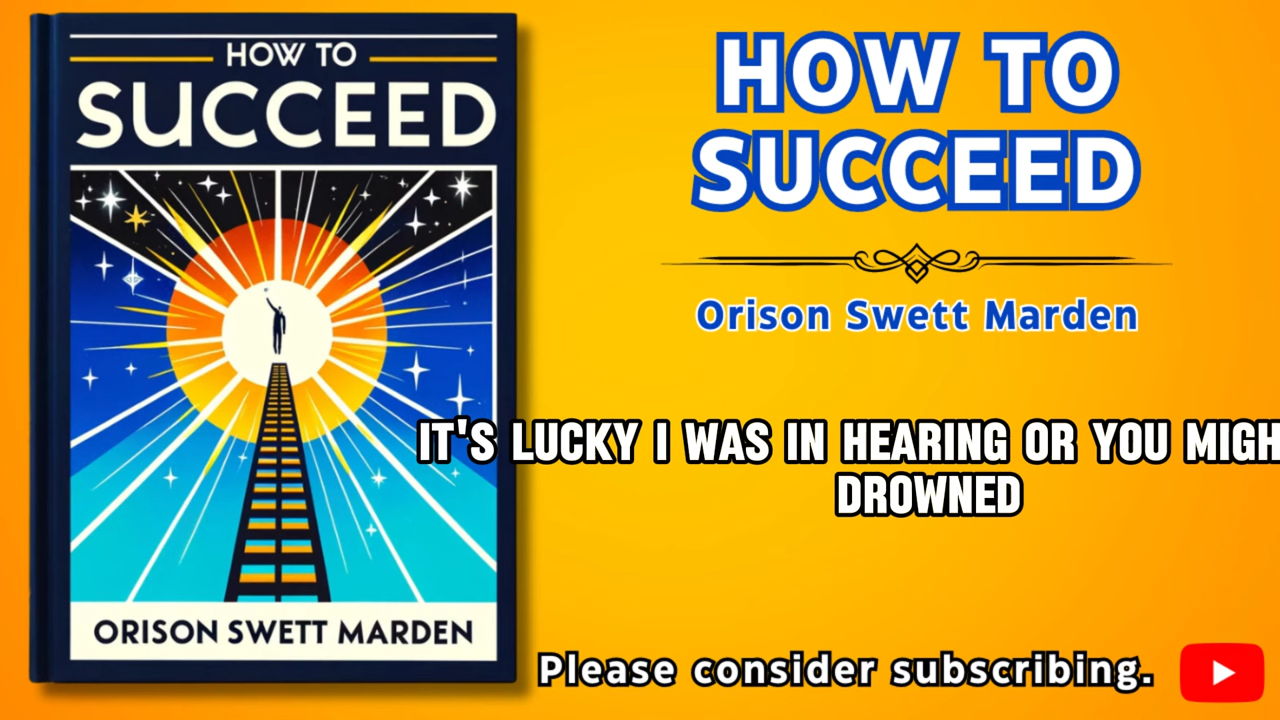 HOW TO
SUCCEED
ORISON SWETT MARDEN
HOW TO
SUCCEED
Orison Swett Marden
IT'S LUCKY I WAS IN HEARING OR YOU MIGH
DROWNED
Please consider subscribing.